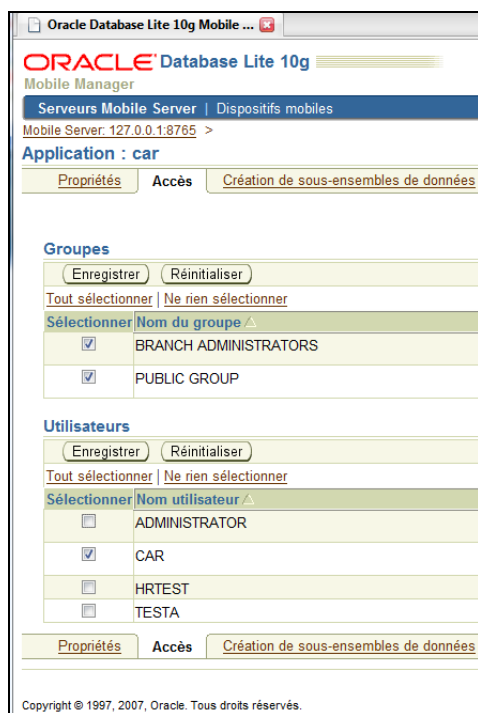 Oracle Database Lite 10g Mobile ...
ORACLE Database Lite 10g
Mobile Manager
Serveurs Mobile Server | Dispositifs mobiles
Mobile Server: 127.0.0.1:8765 >
Application : car
Propriétés Accès Création de sous-ensembles de données
Groupes
Enregistrer Réinitialiser
Tout sélectionner | Ne rien sélectionner
Sélectionner Nom du groupe
BRANCH ADMINISTRATORS
PUBLIC GROUP
Utilisateurs
Enregistrer Réinitialiser
Tout sélectionner | Ne rien sélectionner
Sélectionner Nom utilisateur
ADMINISTRATOR
CAR
HRTEST
TESTA
Propriétés Accès Création de sous-ensembles de données
Copyright © 1997, 2007, Oracle. Tous droits réservés.